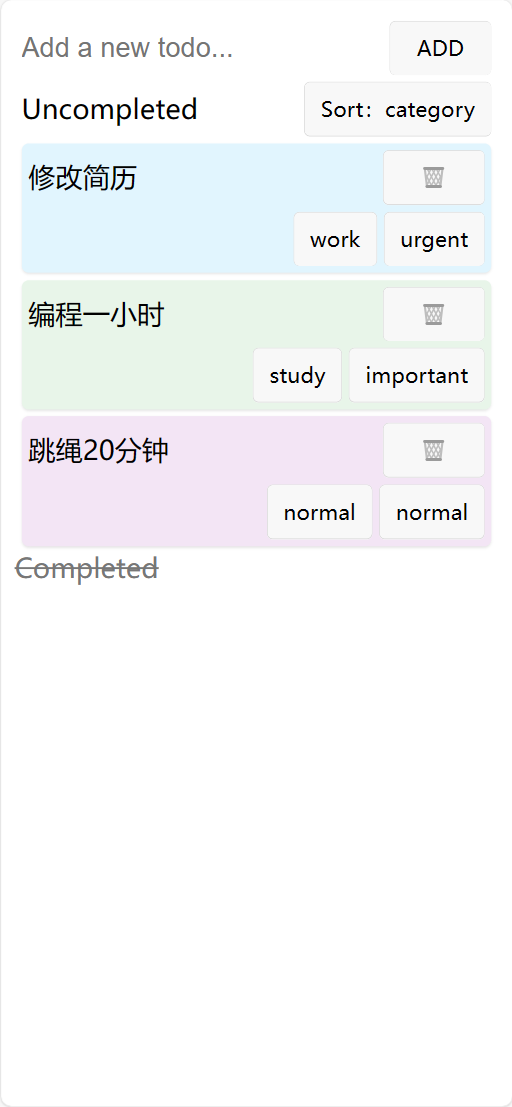 Add a new todo...
ADD
Uncompleted
Sort：category
修改简历
work
urgent
编程一小时
study
important
跳绳20分钟
normal
normal
Completed